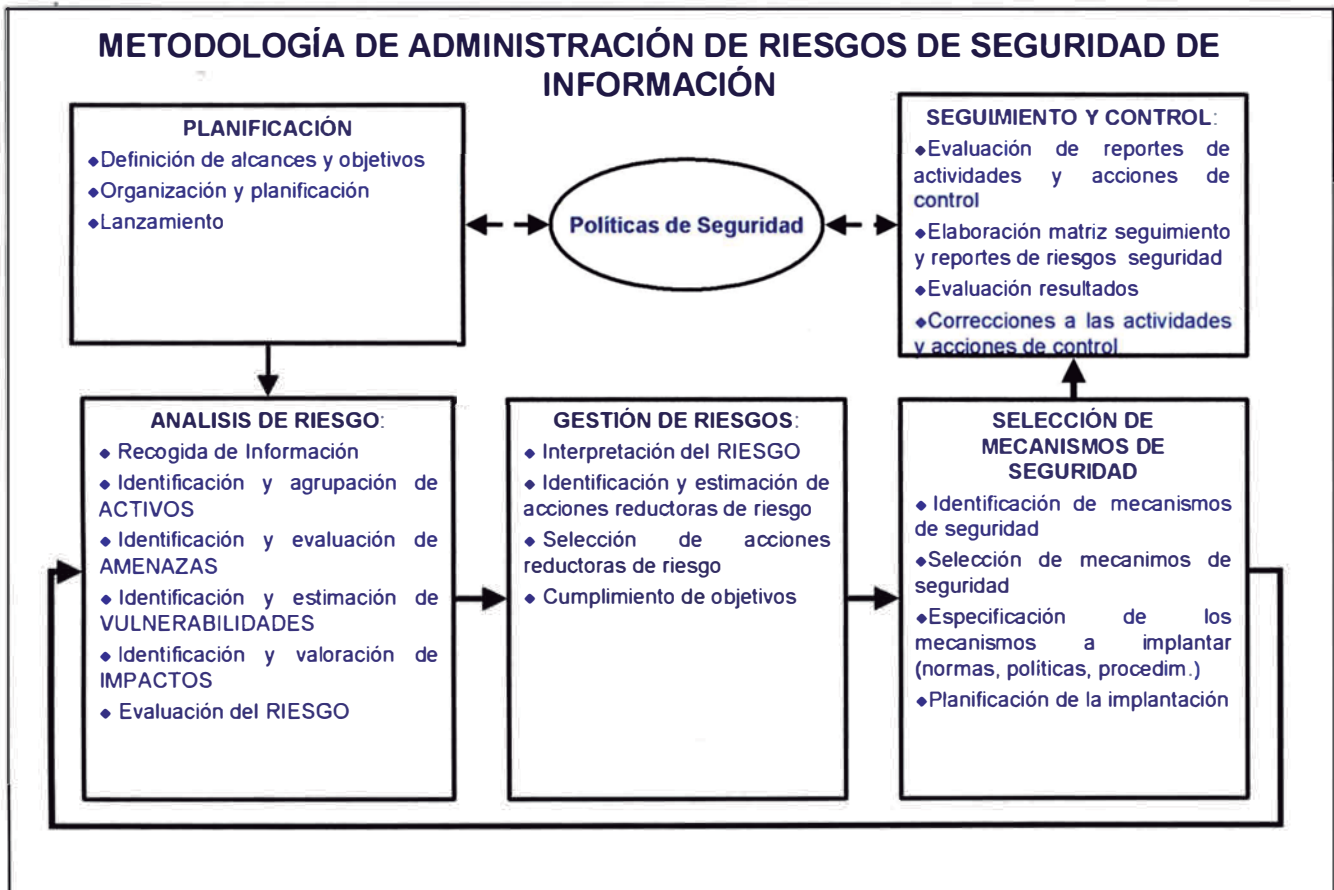 METODOLOGÍA DE ADMINISTRACIÓN DE RIESGOS DE SEGURIDAD DE
INFORMACIÓN
PLANIFICACIÓN
◆Definición de alcances y objetivos
◆Organización y planificación
◆Lanzamiento
Políticas de Seguridad
SEGUIMIENTO Y CONTROL:
◆Evaluación de reportes de
actividades y acciones de
control
◆Elaboración matriz seguimiento
y reportes de riesgos seguridad
◆Evaluación resultados
◆Correcciones a las actividades
y acciones de control
ANALISIS DE RIESGO:
◆ Recogida de Información
◆ Identificación y agrupación de
ACTIVOS
◆ Identificación y evaluación de
AMENAZAS
◆ Identificación y estimación de
VULNERABILIDADES
◆ Identificación y valoración de
IMPACTOS
◆ Evaluación del RIESGO
GESTIÓN DE RIESGOS:
◆ Interpretación del RIESGO
◆ Identificación y estimación de
acciones reductoras de riesgo
◆ Selección de acciones
reductoras de riesgo
◆ Cumplimiento de objetivos
SELECCIÓN DE
MECANISMOS DE
SEGURIDAD
◆ Identificación de mecanismos
de seguridad
◆Selección de mecanimos de
seguridad
◆Especificación de los
mecanismos a implantar
(normas, políticas, procedim.)
◆Planificación de la implantación